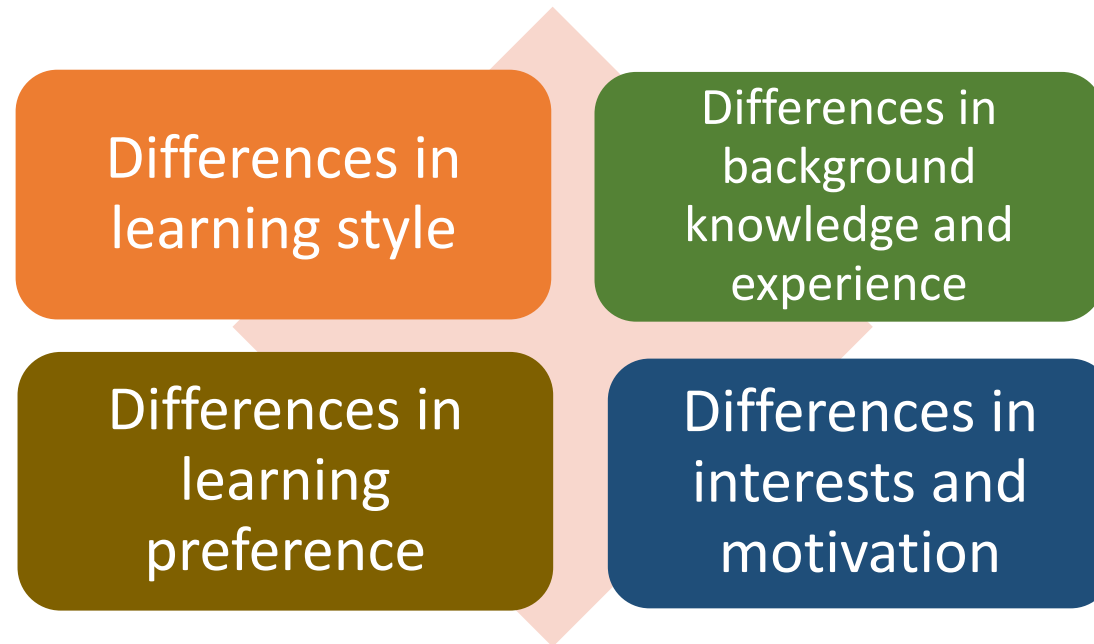 Differences in
learning style
Differences in
background
knowledge and
experience
Differences in
learning
preference
Differences in
interests and
motivation